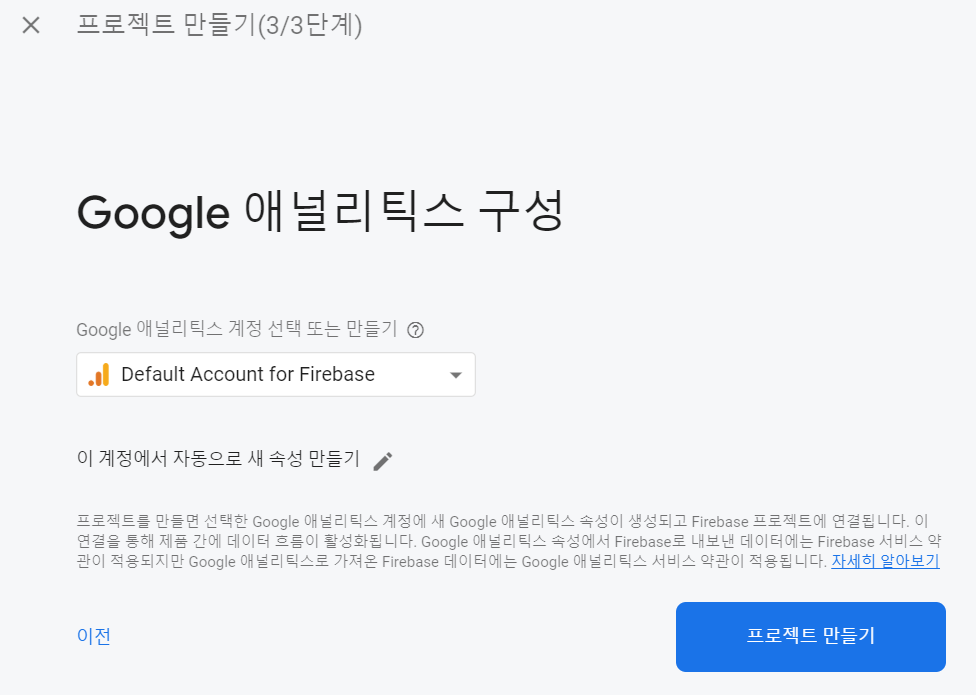 프로젝트 만들기(3/3단계)
Google 애널리틱스 구성
Google 애널리틱스 계정 선택 또는 만들기
Default Account for Firebase
이 계정에서 자동으로 새 속성 만들기
프로젝트를 만들면 선택한 Google 애널리틱스 계정에 새 Google 애널리틱스 속성이 생성되고 Firebase 프로젝트에 연결됩니다. 이
연결을 통해 제품 간에 데이터 흐름이 활성화됩니다. Google 애널리틱스 속성에서 Firebase로 내보낸 데이터에는 Firebase 서비스 약
관이 적용되지만 Google 애널리틱스로 가져온 Firebase 데이터에는 Google 애널리틱스 서비스 약관이 적용됩니다. 자세히 알아보기
이전
프로젝트 만들기